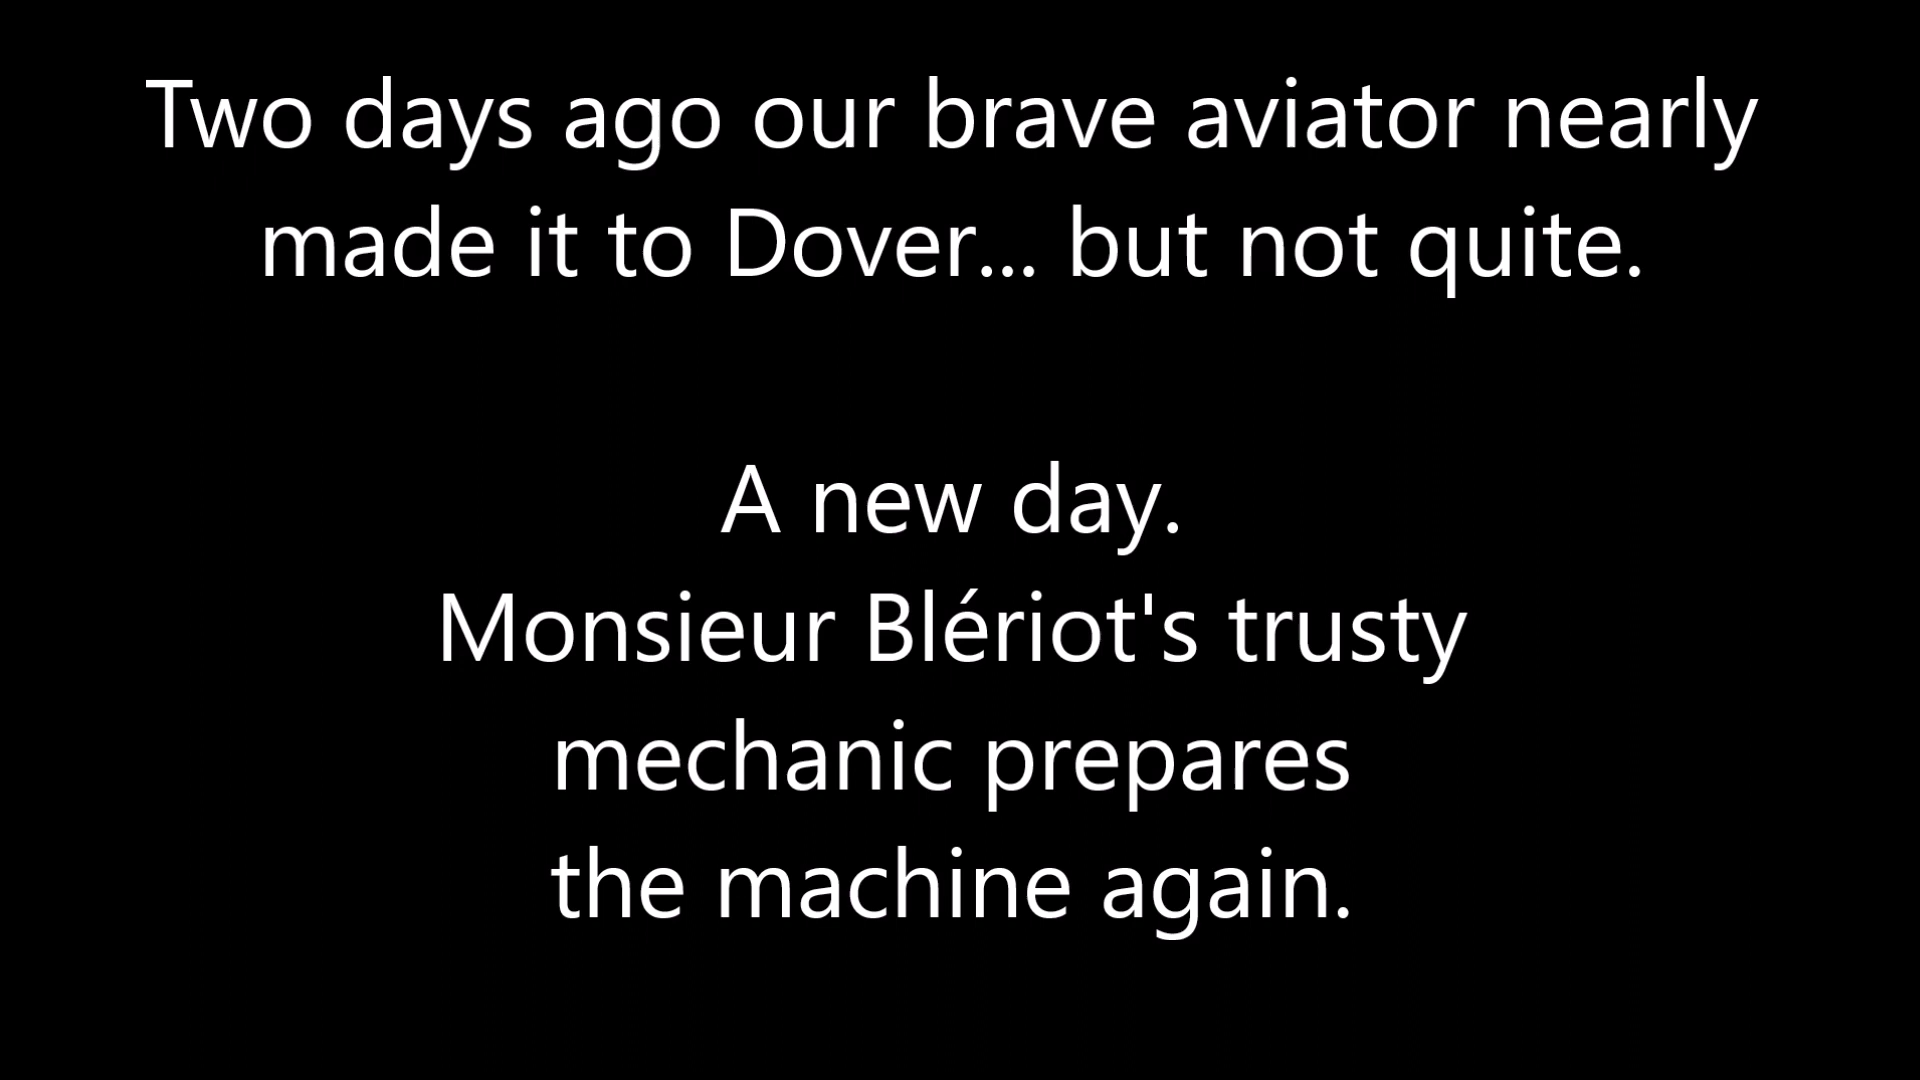 Two days ago our brave aviator nearly
made it to Dover... but not quite.
A new day.
Monsieur Blériot's trusty
mechanic prepares
the machine again.